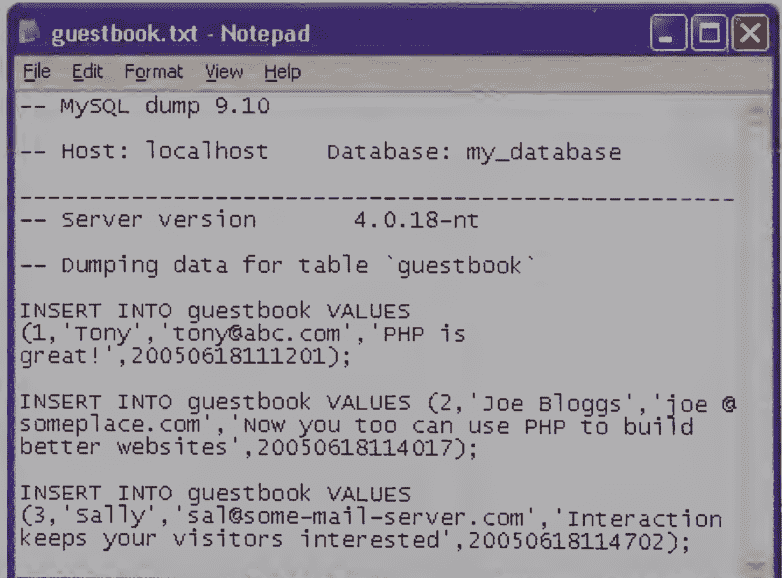 guestbook.txt - Notepad
File Edit Format View Help
-- MySQL dump 9.10
-- Host: localhost    Database: my_database
------------------------------------------------------
-- Server version       4.0.18-nt
-- Dumping data for table `guestbook`
INSERT INTO guestbook VALUES
(1,'Tony','tony@abc.com','PHP is
great!',20050618111201);
INSERT INTO guestbook VALUES (2,'Joe Bloggs','joe @
someplace.com','Now you too can use PHP to build
better websites',20050618114017);
INSERT INTO guestbook VALUES
(3,'Sally','sal@some-mail-server.com','Interaction
keeps your visitors interested',20050618114702);